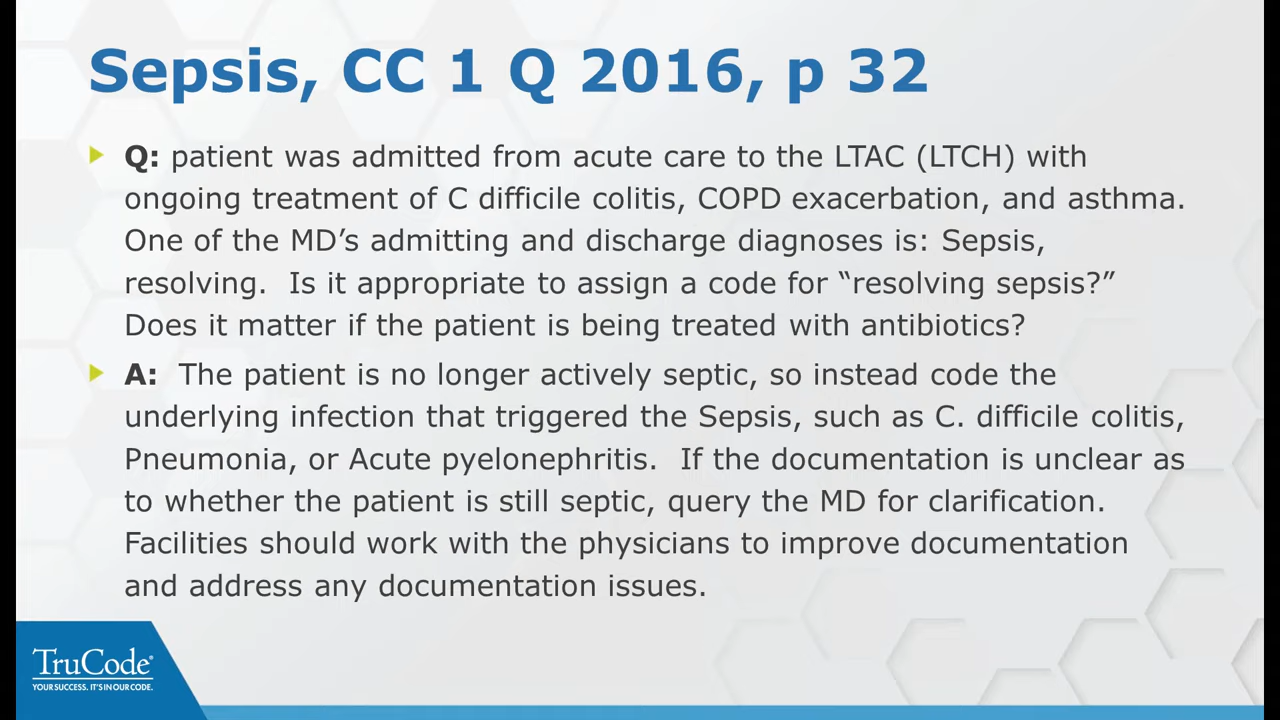 Sepsis, CC 1 Q 2016, p 32
Q: patient was admitted from acute care to the LTAC (LTCH) with
ongoing treatment of C difficile colitis, COPD exacerbation, and asthma.
One of the MD’s admitting and discharge diagnoses is: Sepsis,
resolving.  Is it appropriate to assign a code for “resolving sepsis?”
Does it matter if the patient is being treated with antibiotics?
A:  The patient is no longer actively septic, so instead code the
underlying infection that triggered the Sepsis, such as C. difficile colitis,
Pneumonia, or Acute pyelonephritis.  If the documentation is unclear as
to whether the patient is still septic, query the MD for clarification.
Facilities should work with the physicians to improve documentation
and address any documentation issues.
TruCode®
YOUR SUCCESS. IT'S IN OUR CODE.